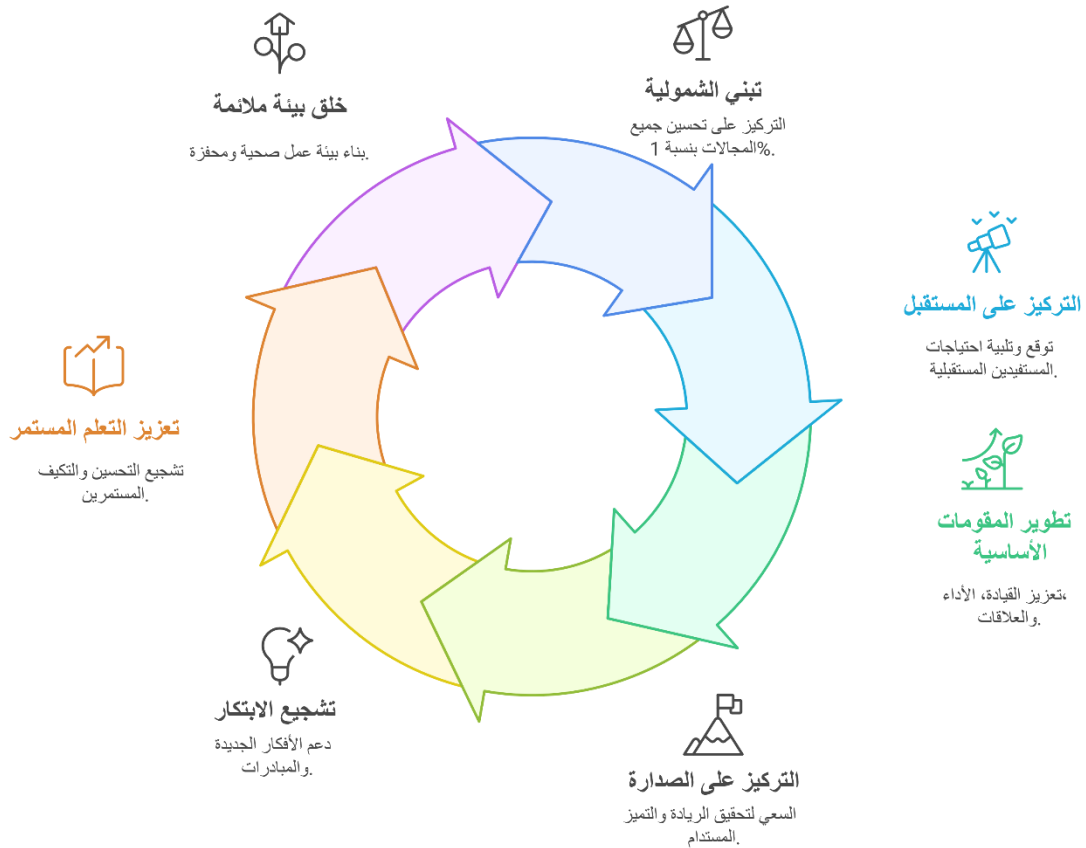 تبني الشمولية
التركيز على تحسين جميع
المجالات بنسبة 1%.
التركيز على المستقبل
توقع وتلبية احتياجات
المستفيدين المستقبلية.
تطوير المقومات
الأساسية
تعزيز القيادة، الأداء،
والعلاقات.
التركيز على الصدارة
السعي لتحقيق الريادة والتميز
المستدام.
تشجيع الابتكار
دعم الأفكار الجديدة
والمبادرات.
تعزيز التعلم المستمر
تشجيع التحسين والتكيف
المستمرين.
خلق بيئة ملائمة
بناء بيئة عمل صحية ومحفزة.